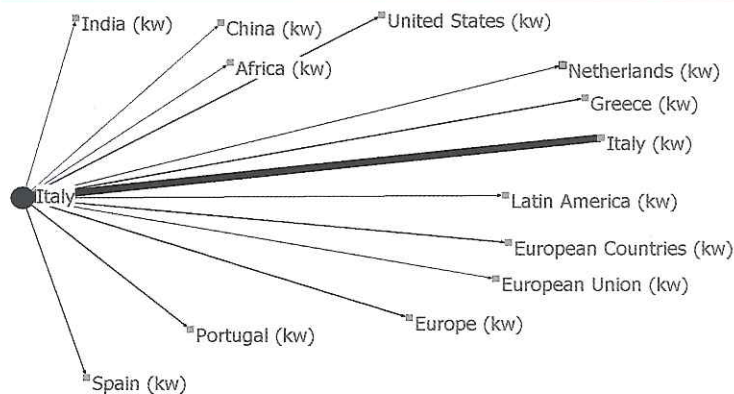 India (kw)
China (kw)
United States (kw)
Africa (kw)
Netherlands (kw)
Greece (kw)
Italy (kw)
Italy
Latin America (kw)
European Countries (kw)
European Union (kw)
Europe (kw)
Portugal (kw)
Spain (kw)